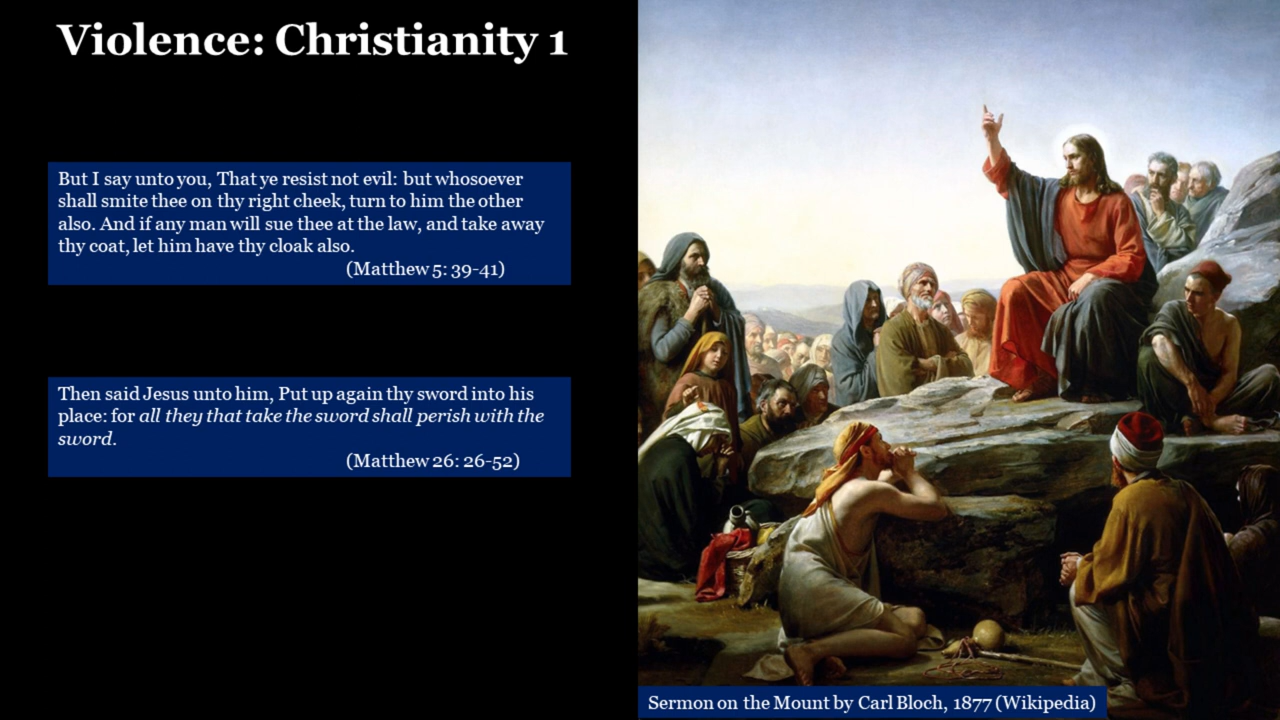 Violence: Christianity 1
But I say unto you, That ye resist not evil: but whosoever
shall smite thee on thy right cheek, turn to him the other
also. And if any man will sue thee at the law, and take away
thy coat, let him have thy cloak also.
(Matthew 5: 39-41)
Then said Jesus unto him, Put up again thy sword into his
place: for all they that take the sword shall perish with the
sword.
(Matthew 26: 26-52)
Sermon on the Mount by Carl Bloch, 1877 (Wikipedia)